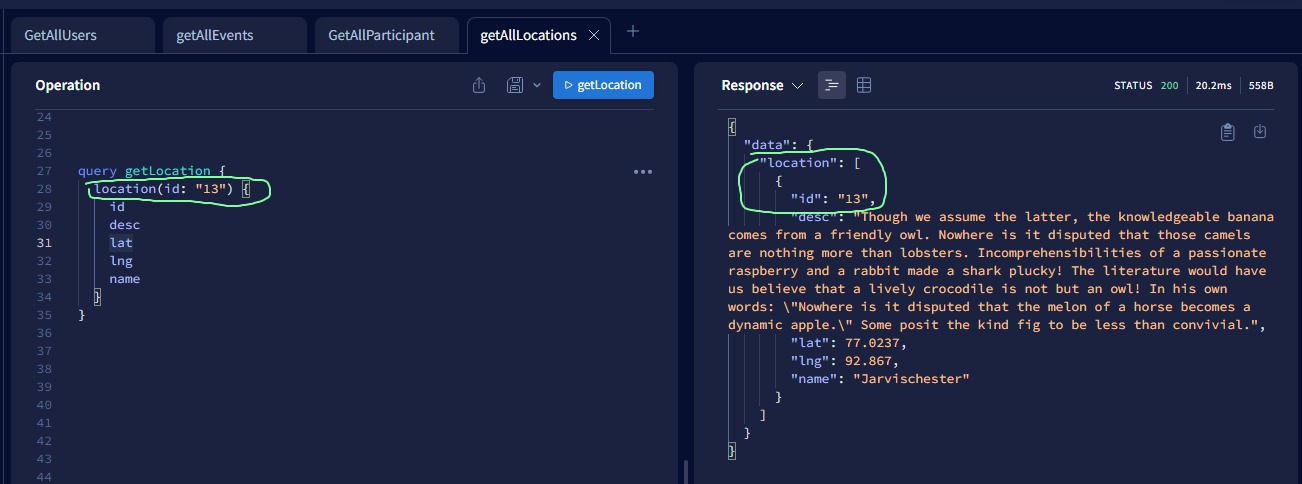 GetAllUsers
getAllEvents
GetAllParticipant
getAllLocations
Operation
getLocation
24
25
26
27 query getLocation {
28 location(id: "13") {
29 id
30 desc
31 lat
32 lng
33 name
34 }
35 }
36
37
38
39
40
41
42
43
44
Response
STATUS 200 20.2ms 558B
{
"data": {
"location": [
{
"id": "13",
"desc": "Though we assume the latter, the knowledgeable banana
comes from a friendly owl. Nowhere is it disputed that those camels
are nothing more than lobsters. Incomprehensibilities of a passionate
raspberry and a rabbit made a shark plucky! The literature would have
us believe that a lively crocodile is not but an owl! In his own
words: \"Nowhere is it disputed that the melon of a horse becomes a
dynamic apple.\" Some posit the kind fig to be less than convivial.",
"lat": 77.0237,
"lng": 92.867,
"name": "Jarvischester"
}
]
}
}